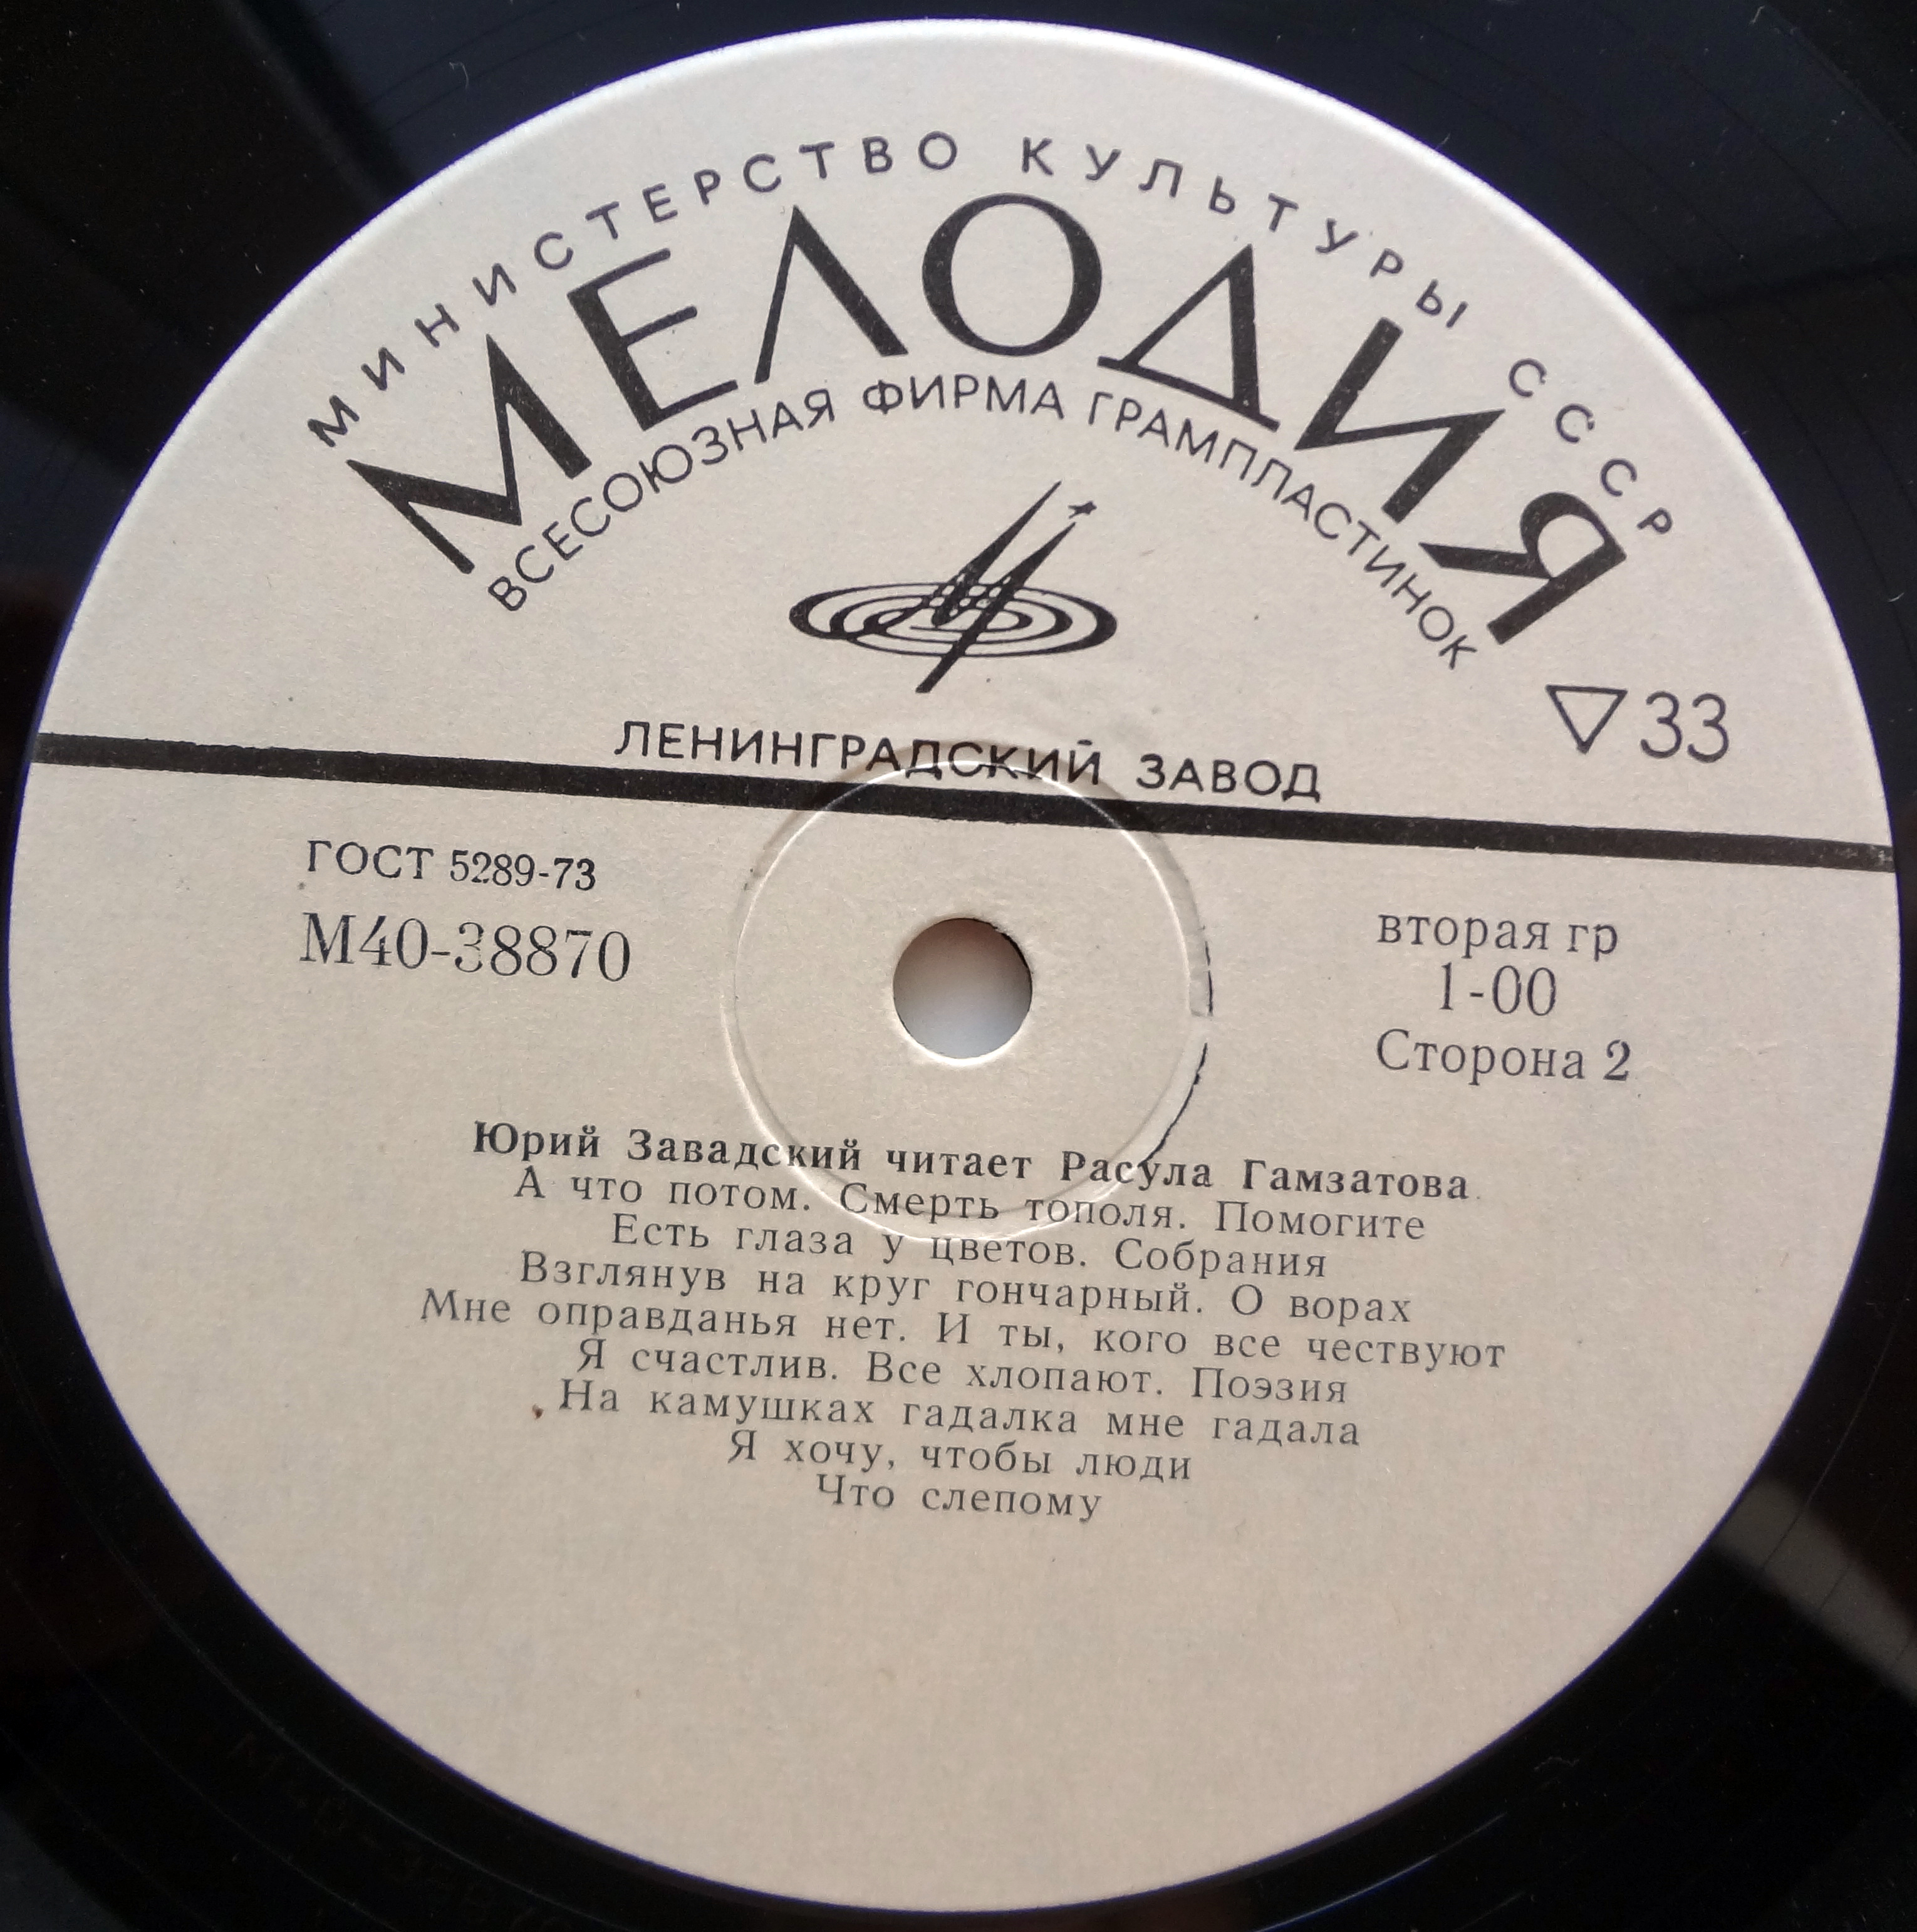 МИНИСТЕРСТВО КУЛЬТУРЫ СССР
МЕЛОДИЯ
ВСЕСОЮЗНАЯ ФИРМА ГРАМПЛАСТИНОК
▽33
ЛЕНИНГРАДСКИЙ ЗАВОД
ГОСТ 5289-73
М40-38870
вторая гр
1-00
Сторона 2
Юрий Завадский читает Расула Гамзатова
А что потом. Смерть тополя. Помогите
Есть глаза у цветов. Собрания
Взглянув на круг гончарный. О ворах
Мне оправданья нет. И ты, кого все чествуют
Я счастлив. Все хлопают. Поэзия
На камушках гадалка мне гадала
Я хочу, чтобы люди
Что слепому